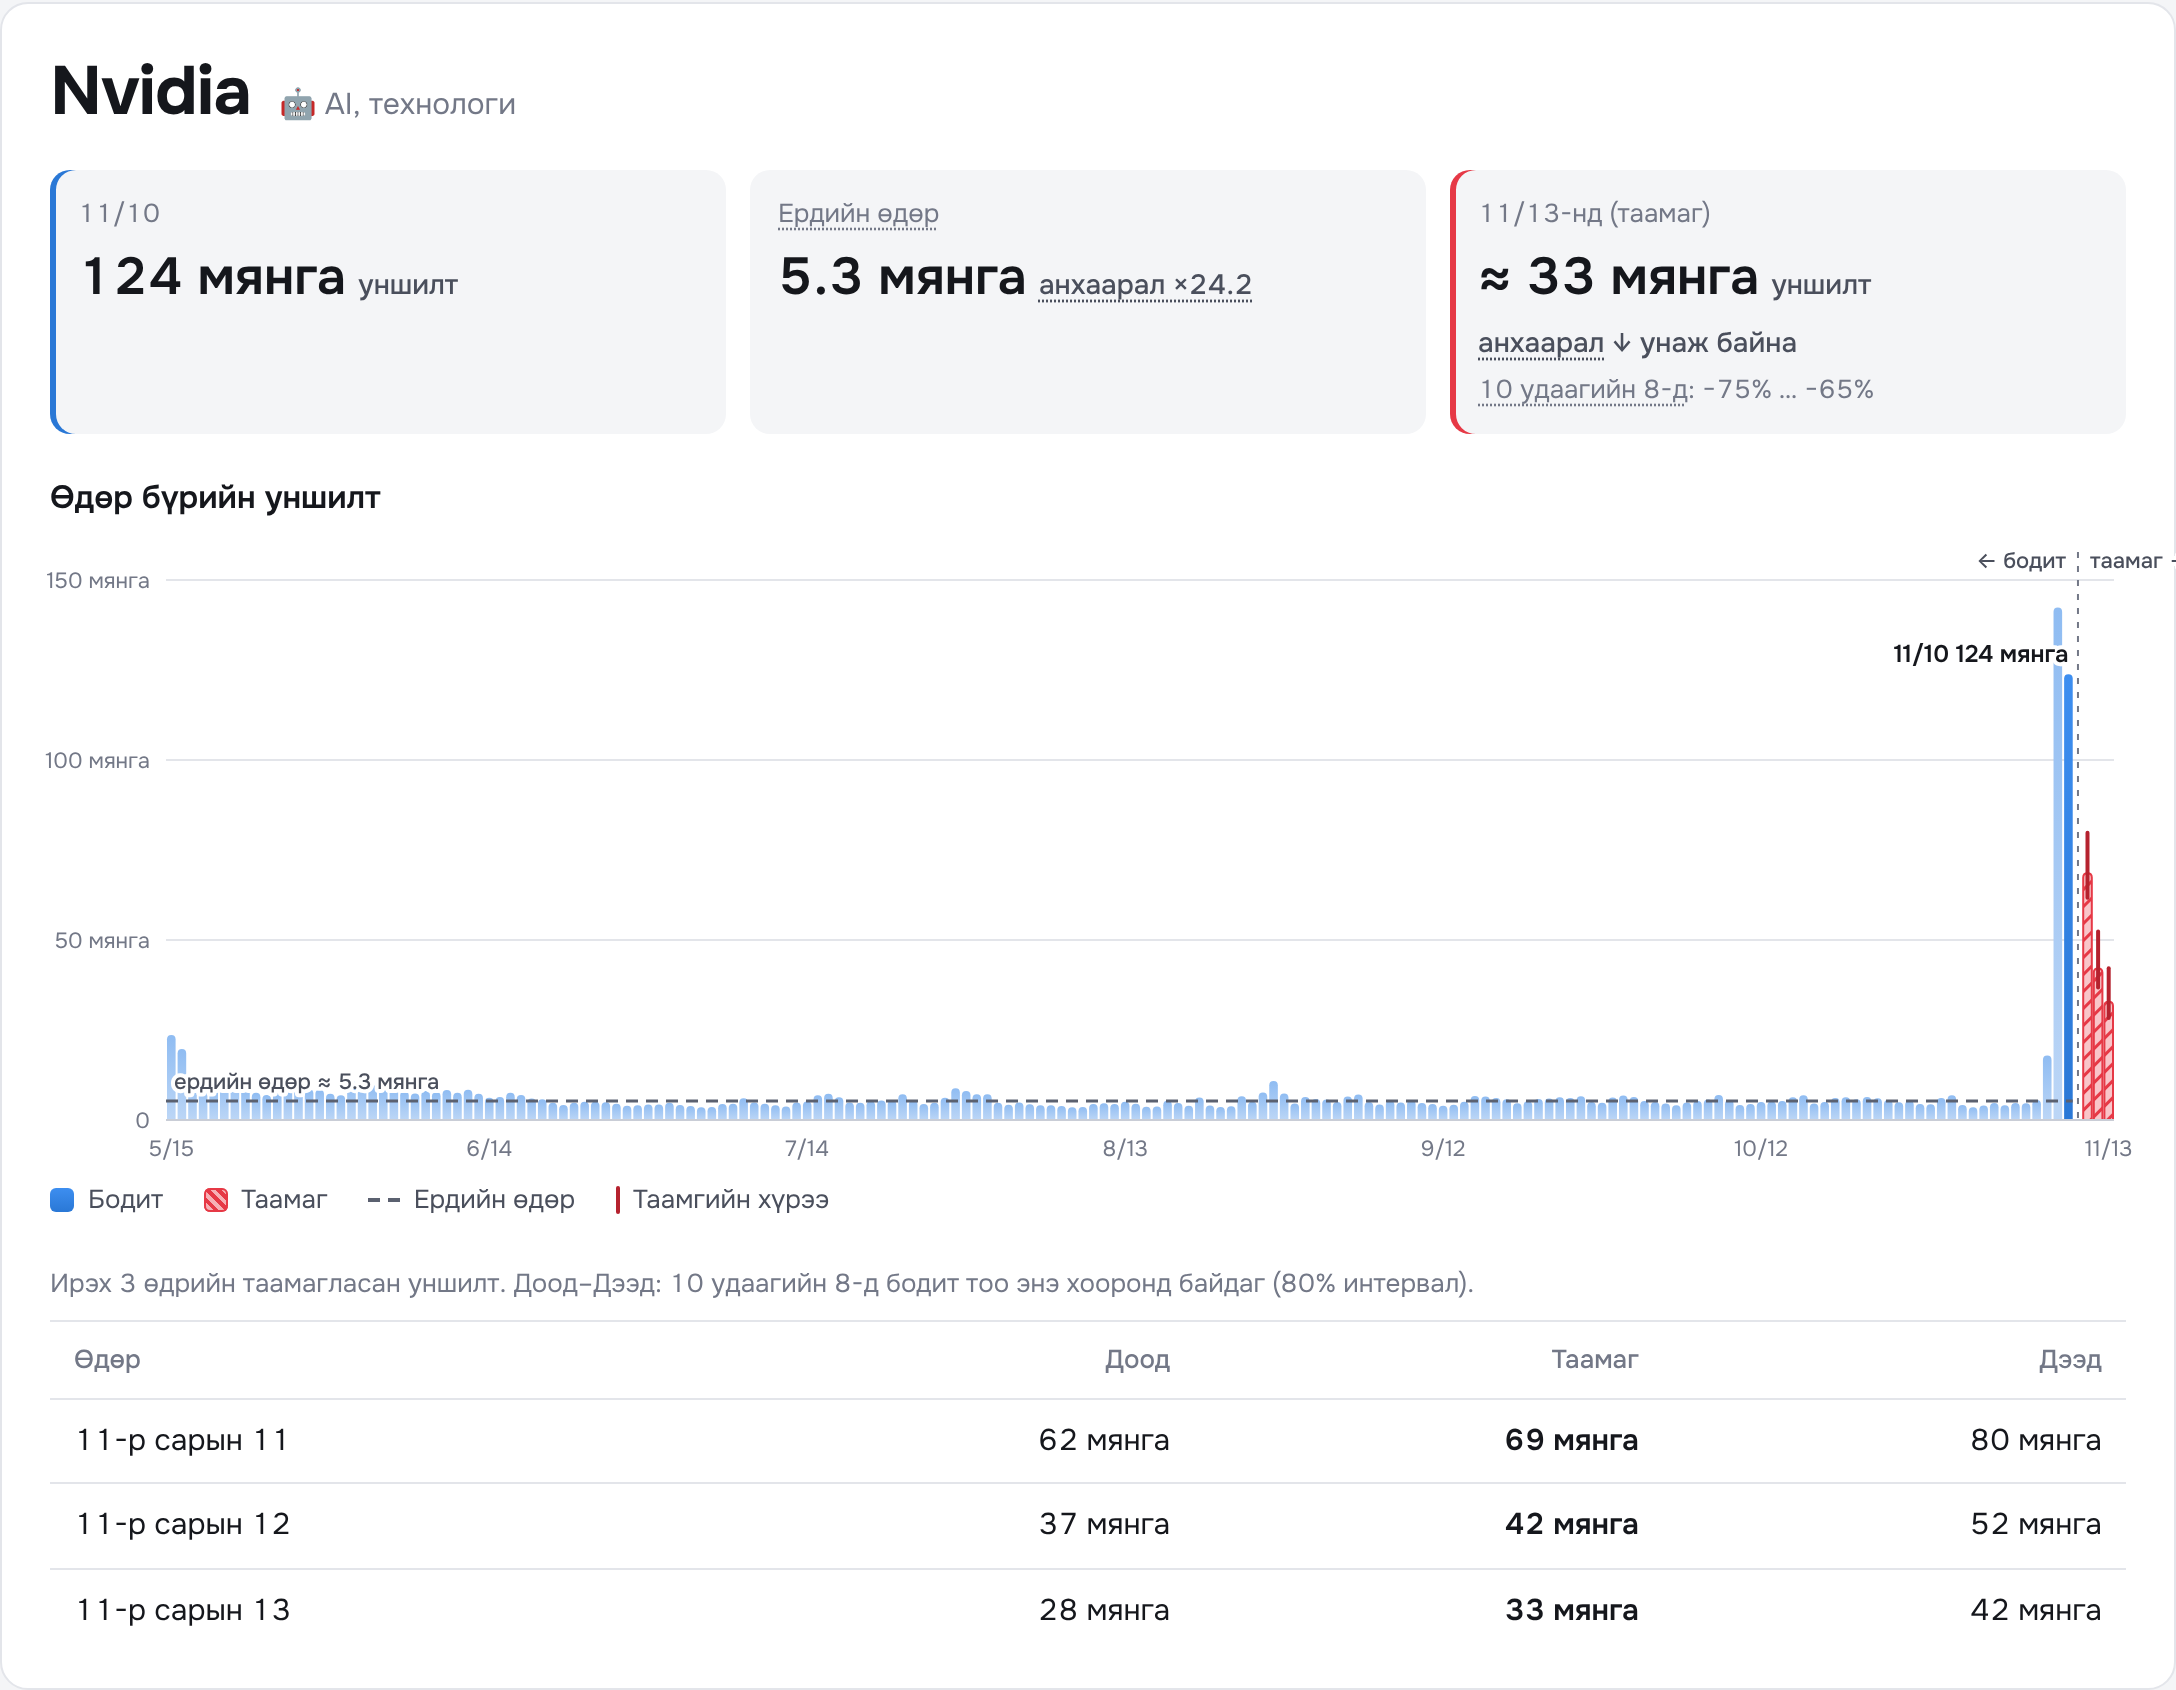 Nvidia 🤖 AI, технологи
11/10
124 мянга уншилт
Ердийн өдөр
5.3 мянга анхаарал ×24.2
11/13-нд (таамаг)
≈ 33 мянга уншилт
анхаарал ↓ унаж байна
10 удаагийн 8-д: −75% … −65%
Өдөр бүрийн уншилт
← бодит
таамаг
150 мянга
11/10 124 мянга
100 мянга
50 мянга
ердийн өдөр ≈ 5.3 мянга
0
5/15 6/14 7/14 8/13 9/12 10/12 11/13
Бодит Таамаг Ердийн өдөр Таамгийн хүрээ
Ирэх 3 өдрийн таамагласан уншилт. Доод–Дээд: 10 удаагийн 8-д бодит тоо энэ хооронд байдаг (80% интервал).
Өдөр Доод Таамаг Дээд
11-р сарын 11 62 мянга 69 мянга 80 мянга
11-р сарын 12 37 мянга 42 мянга 52 мянга
11-р сарын 13 28 мянга 33 мянга 42 мянга